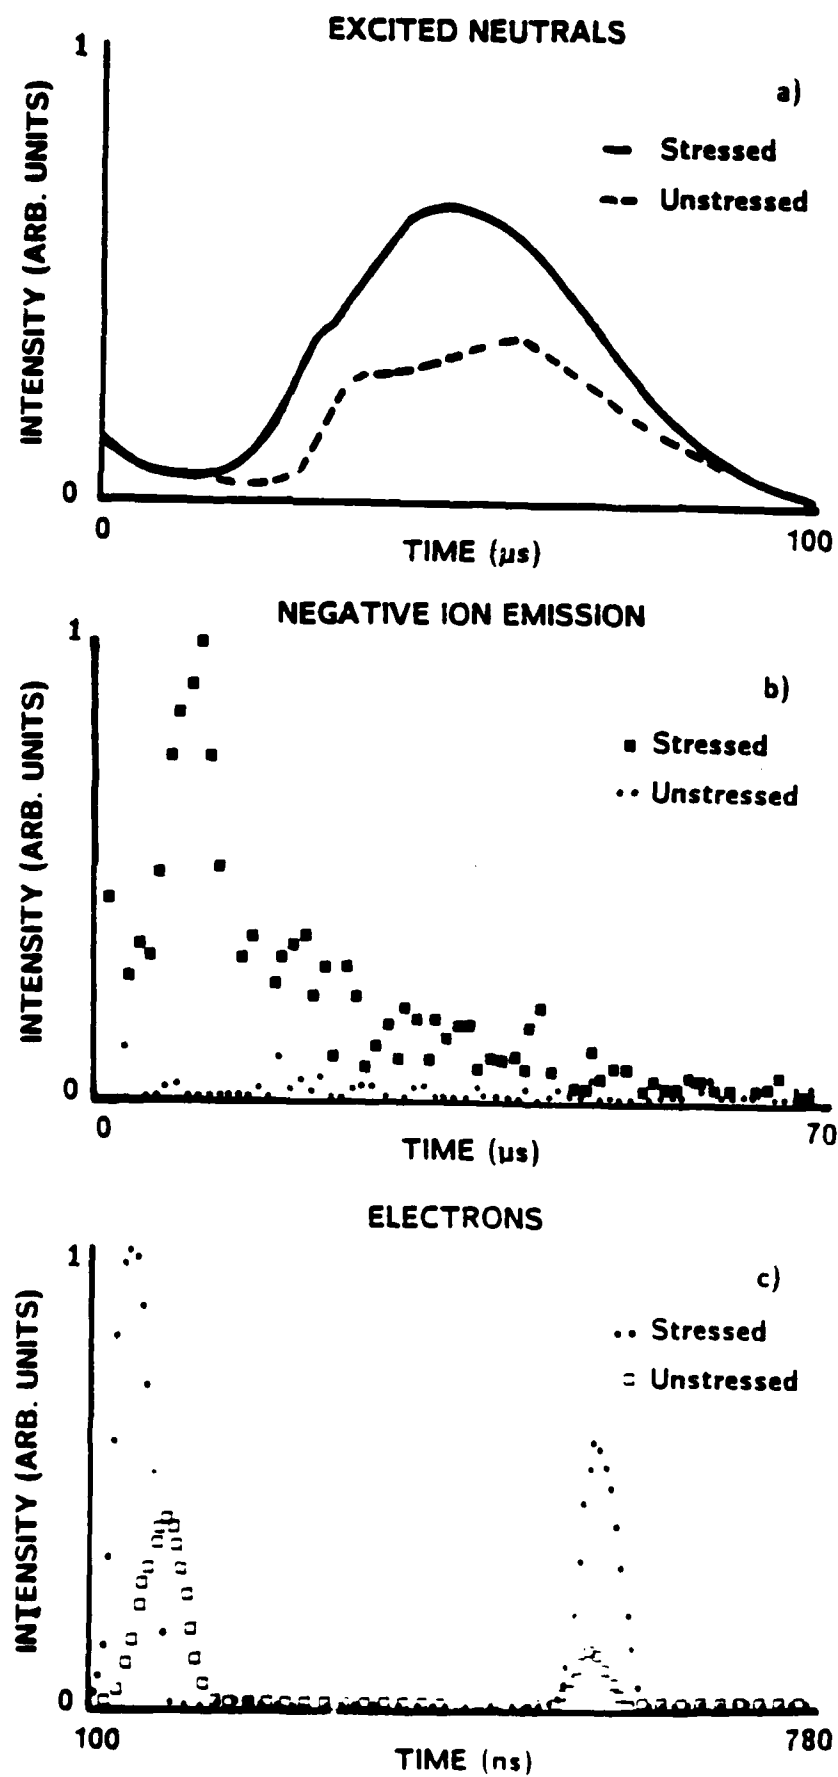 EXCITED NEUTRALS
1
a)
Stressed
Unstressed
INTENSITY (ARB. UNITS)
0
0
100
TIME (µs)
NEGATIVE ION EMISSION
1
b)
Stressed
Unstressed
INTENSITY (ARB. UNITS)
0
0
70
TIME (µs)
ELECTRONS
1
c)
Stressed
Unstressed
INTENSITY (ARB. UNITS)
0
100
780
TIME (ns)